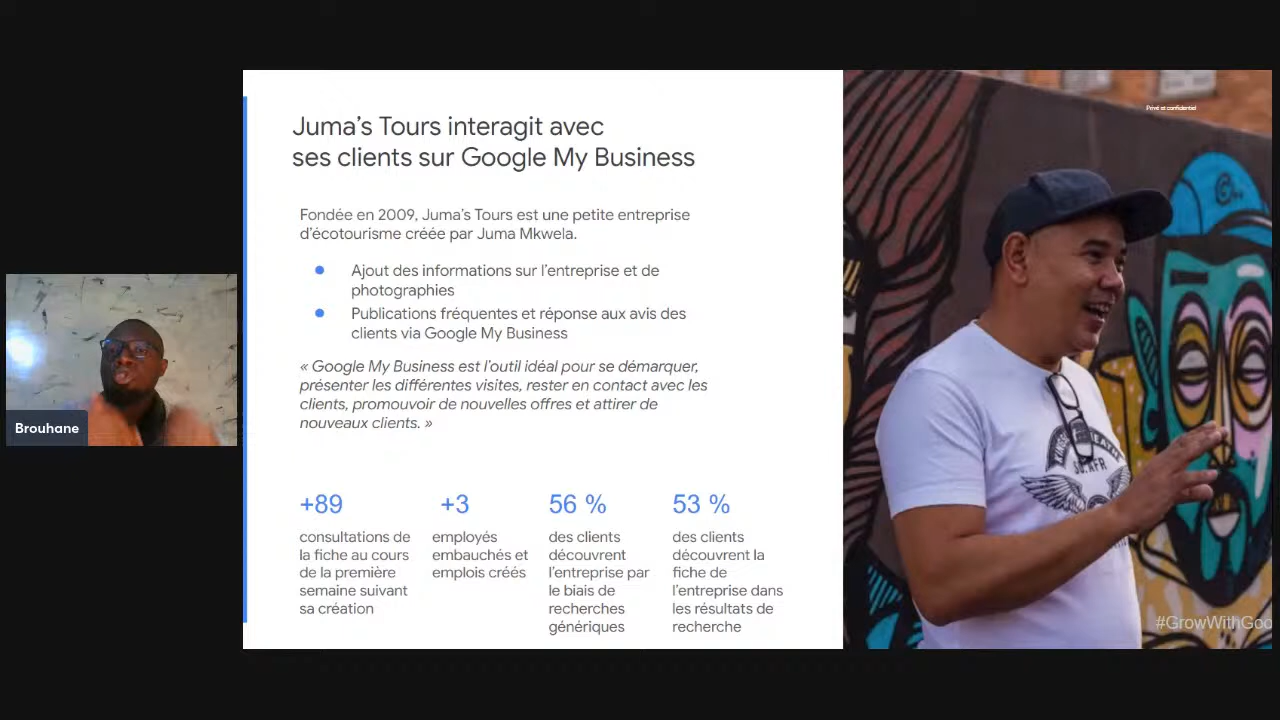 Juma's Tours interagit avec
ses clients sur Google My Business
Privé et confidentiel
Fondée en 2009, Juma's Tours est une petite entreprise
d'écotourisme créée par Juma Mkwela.
● Ajout des informations sur l'entreprise et de
photographies
● Publications fréquentes et réponse aux avis des
clients via Google My Business
« Google My Business est l'outil idéal pour se démarquer,
présenter les différentes visites, rester en contact avec les
clients, promouvoir de nouvelles offres et attirer de
nouveaux clients. »
Brouhane
+89
consultations de
la fiche au cours
de la première
semaine suivant
sa création
+3
employés
embauchés et
emplois créés
56 %
des clients
découvrent
l'entreprise par
le biais de
recherches
génériques
53 %
des clients
découvrent la
fiche de
l'entreprise dans
les résultats de
recherche
SO.AFR
#GrowWithGoo